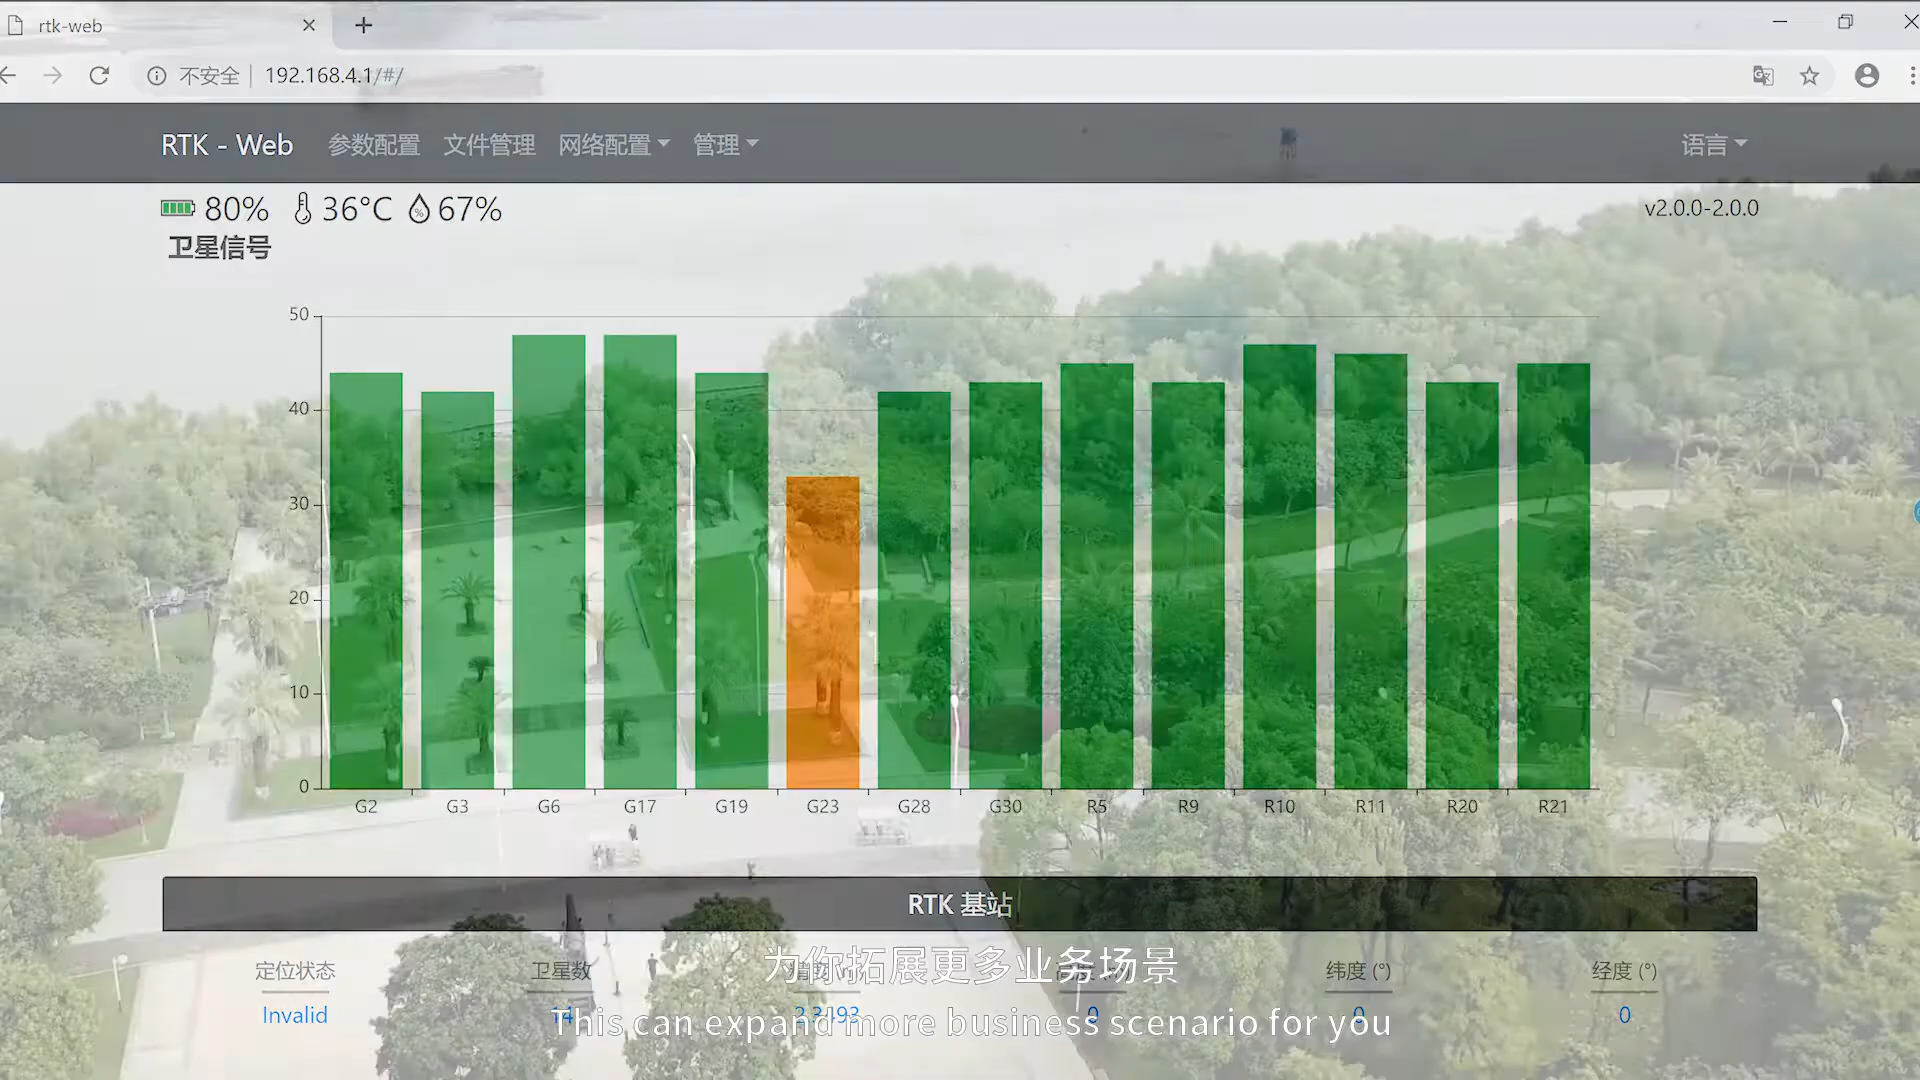 rtk-web
不安全 192.168.4.1/#/
RTK - Web 参数配置 文件管理 网络配置 管理 语言
80% 36°C 67% v2.0.0-2.0.0
卫星信号
50
40
30
20
10
0
G2 G3 G6 G17 G19 G23 G28 G30 R5 R9 R10 R11 R20 R21
RTK 基站
定位状态 卫星数 纬度 (°) 经度 (°)
为你拓展更多业务场景
Invalid 14 0 0 0
This can expand more business scenario for you